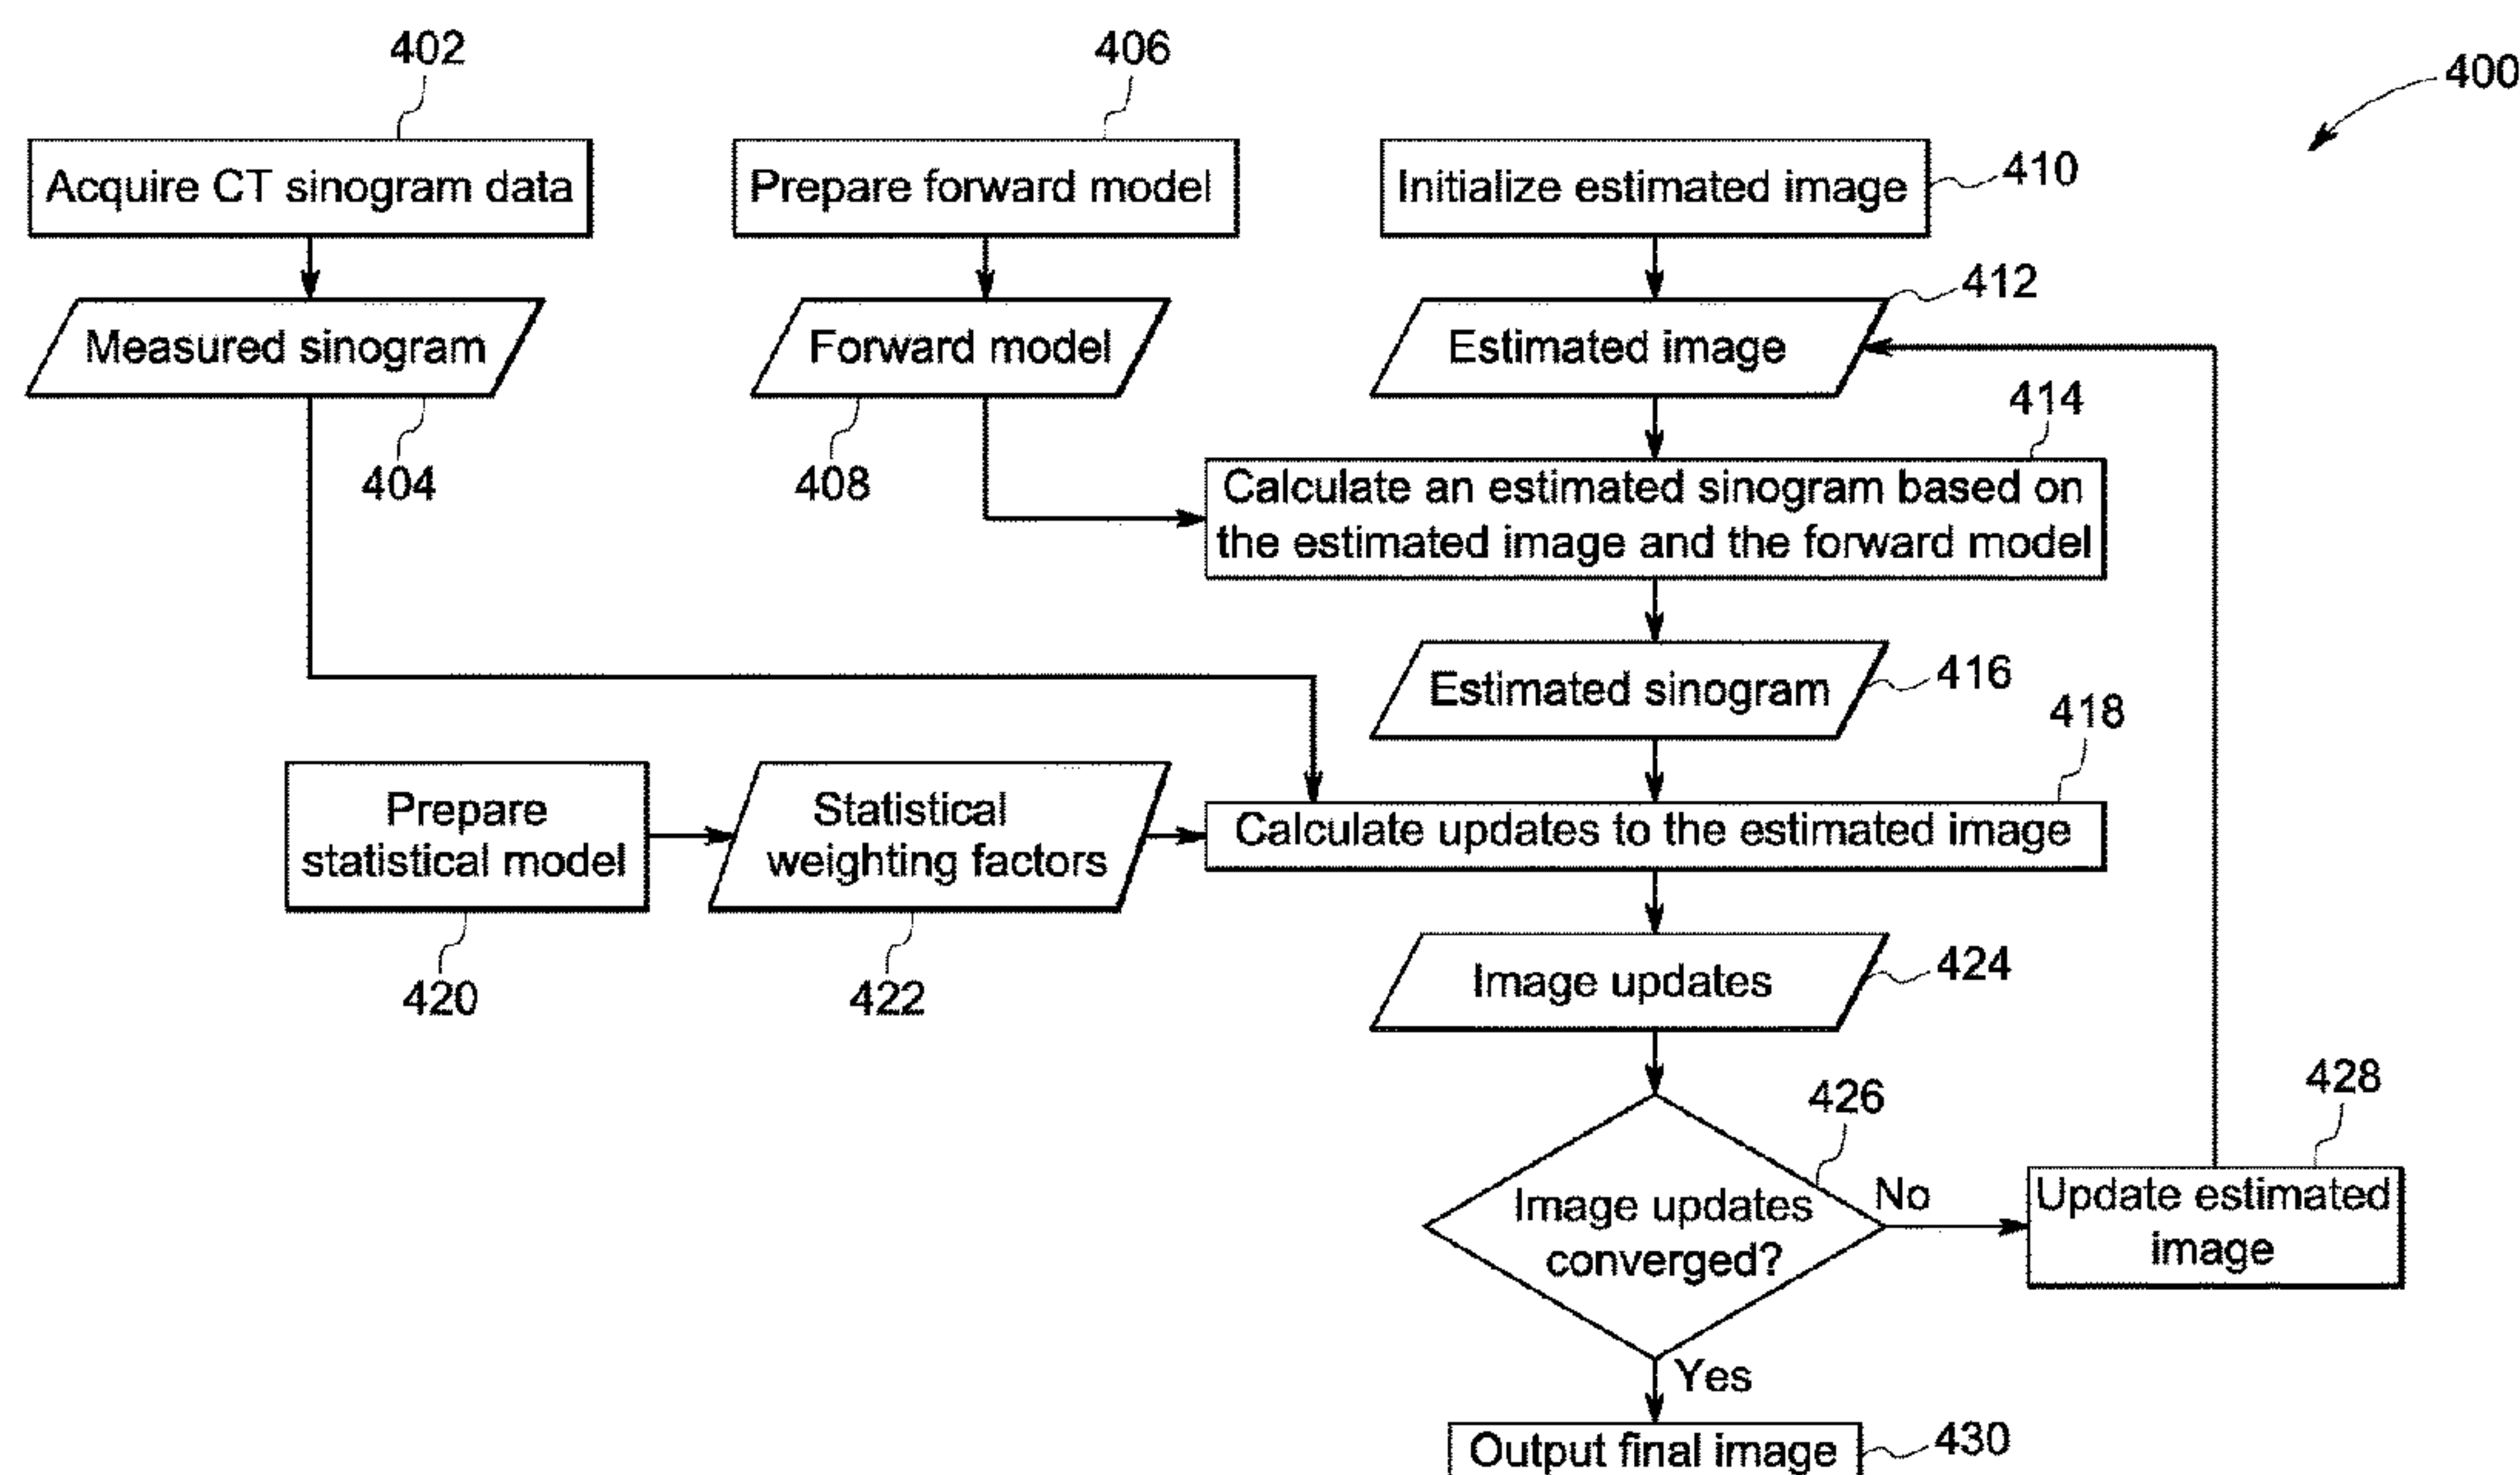 402
406
400
Acquire CT sinogram data
Prepare forward model
Initialize estimated image
410
412
Measured sinogram
Forward model
Estimated image
414
404
408
Calculate an estimated sinogram based on
the estimated image and the forward model
Estimated sinogram
416
418
Prepare
statistical model
Statistical
weighting factors
Calculate updates to the estimated image
420
422
Image updates
424
426
428
Image updates
converged?
No
Update estimated
image
Yes
Output final image
430